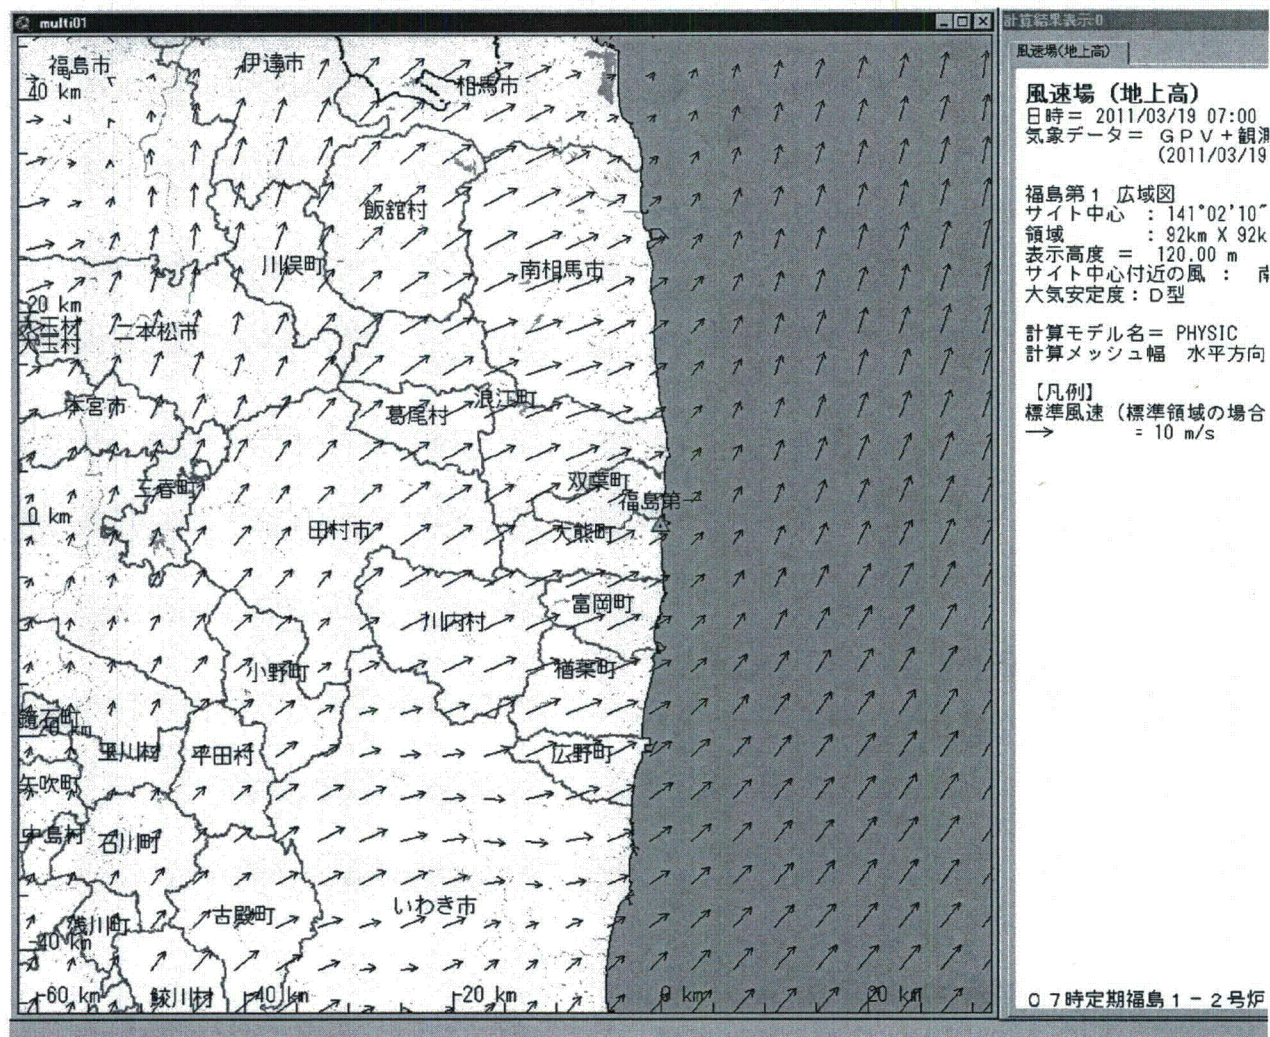 multi01
福島市
伊達市
相馬市
40 km
飯舘村
川俣町
南相馬市
20 km
大玉村
大玉村
二本松市
本宮市
葛尾村
浪江町
三春町
双葉町
福島第一
0 km
田村市
大熊町
富岡町
川内村
小野町
楢葉町
鏡石町
-20 km
玉川村
平田村
広野町
矢吹町
中島村
石川町
いわき市
浅川町
古殿町
-40 km
-60 km
鮫川村
-40 km
-20 km
0 km
20 km
計算結果表示:0
風速場(地上高)
風速場(地上高)
日時= 2011/03/19 07:00
気象データ= GPV+観測
(2011/03/19
福島第1 広域図
サイト中心 : 141°02'10"
領域 : 92km X 92k
表示高度 = 120.00 m
サイト中心付近の風 : 南
大気安定度:D型
計算モデル名= PHYSIC
計算メッシュ幅 水平方向
【凡例】
標準風速(標準領域の場合
→ = 10 m/s
07時定期福島1-2号炉